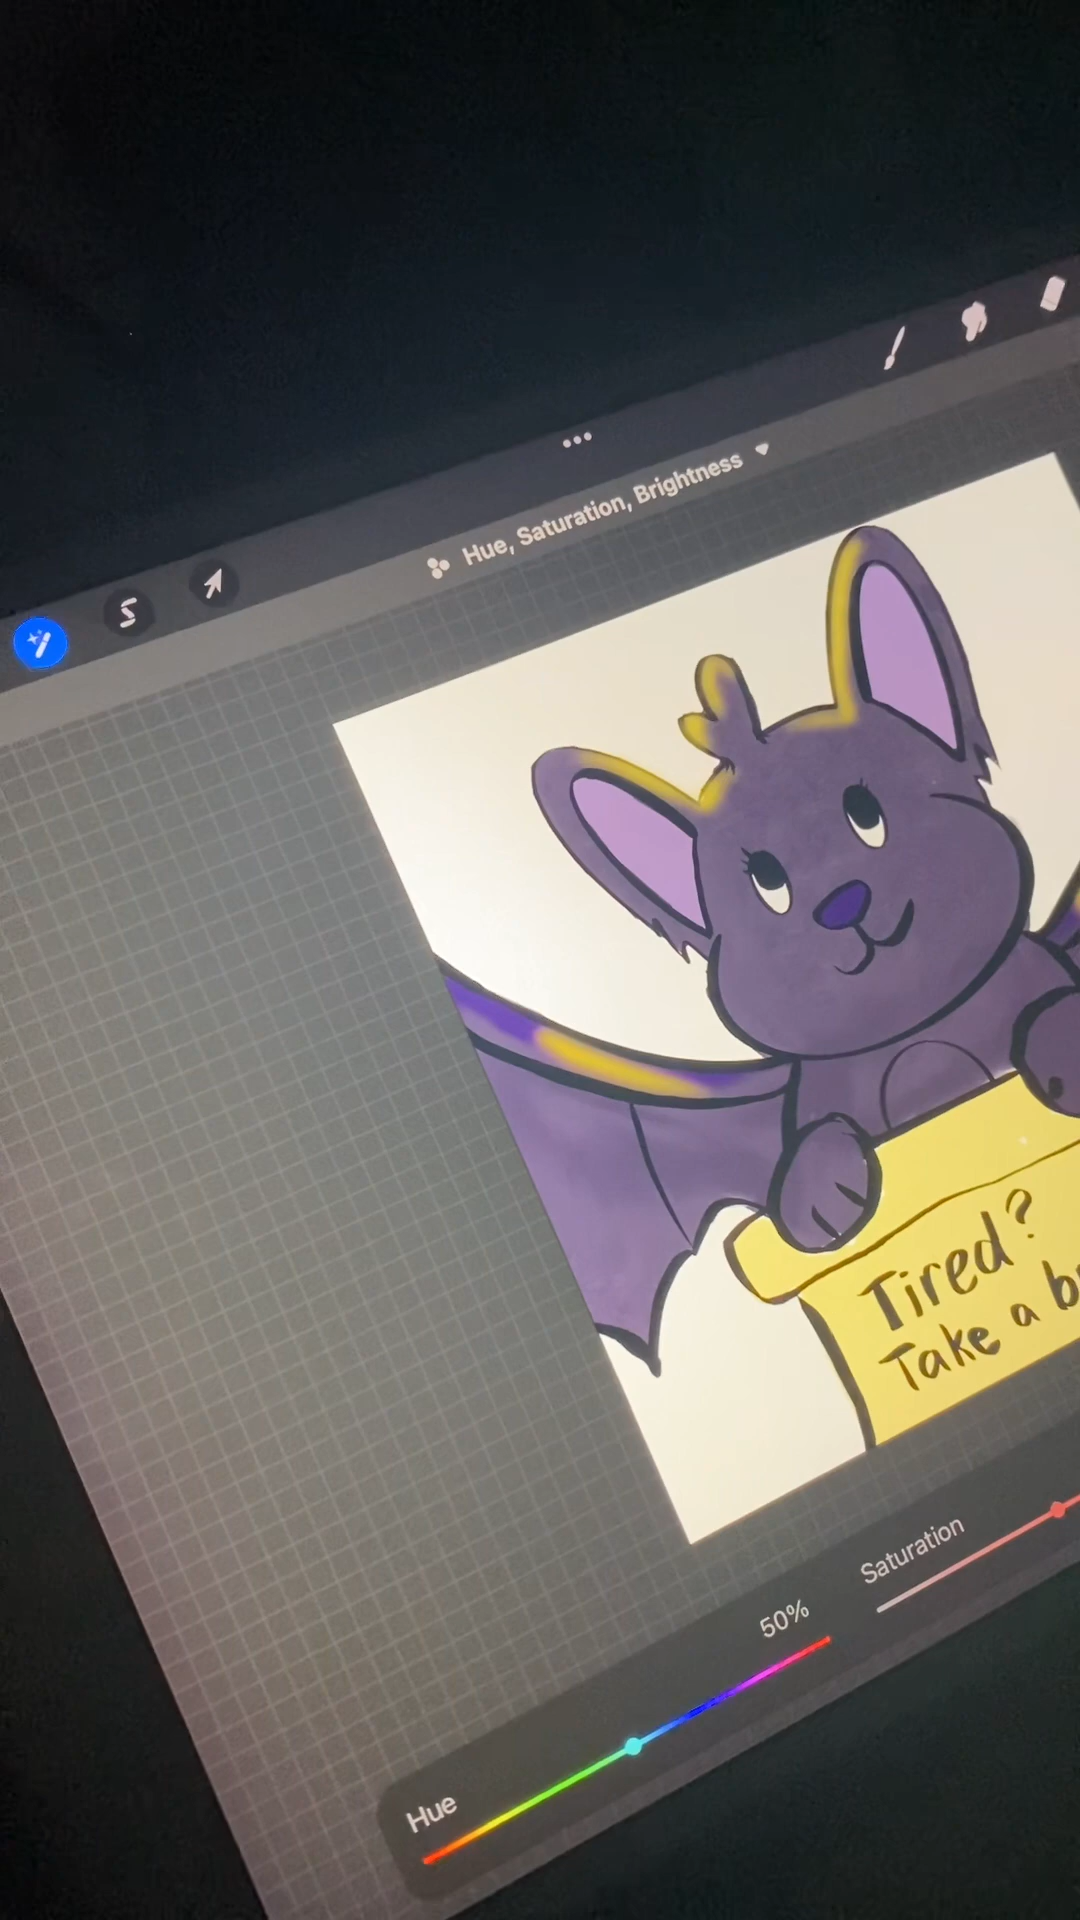 Hue, Saturation, Brightness
Tired?
Take a
Saturation
50%
Hue